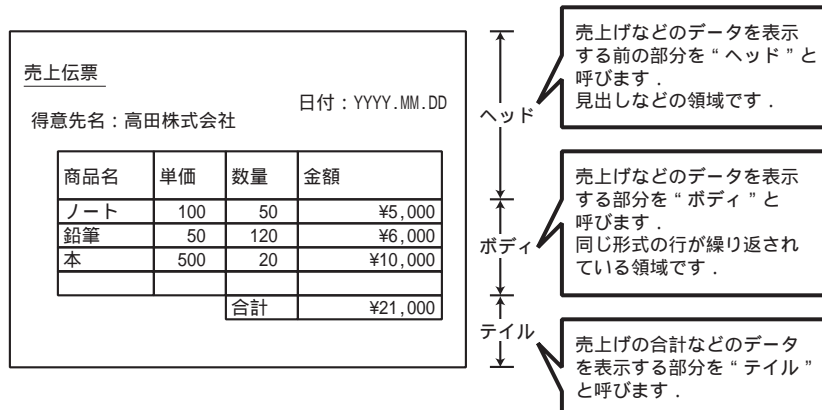 売上伝票
日付：YYYY.MM.DD
得意先名：高田株式会社
商品名 単価 数量 金額
ノート 100 50 ¥5,000
鉛筆 50 120 ¥6,000
本 500 20 ¥10,000
合計 ¥21,000
ヘッド
ボディ
テイル
売上げなどのデータを表示
する前の部分を“ヘッド”と
呼びます．
見出しなどの領域です．
売上げなどのデータを表示
する部分を“ボディ”と
呼びます．
同じ形式の行が繰り返され
ている領域です．
売上げの合計などのデータ
を表示する部分を“テイル”
と呼びます．